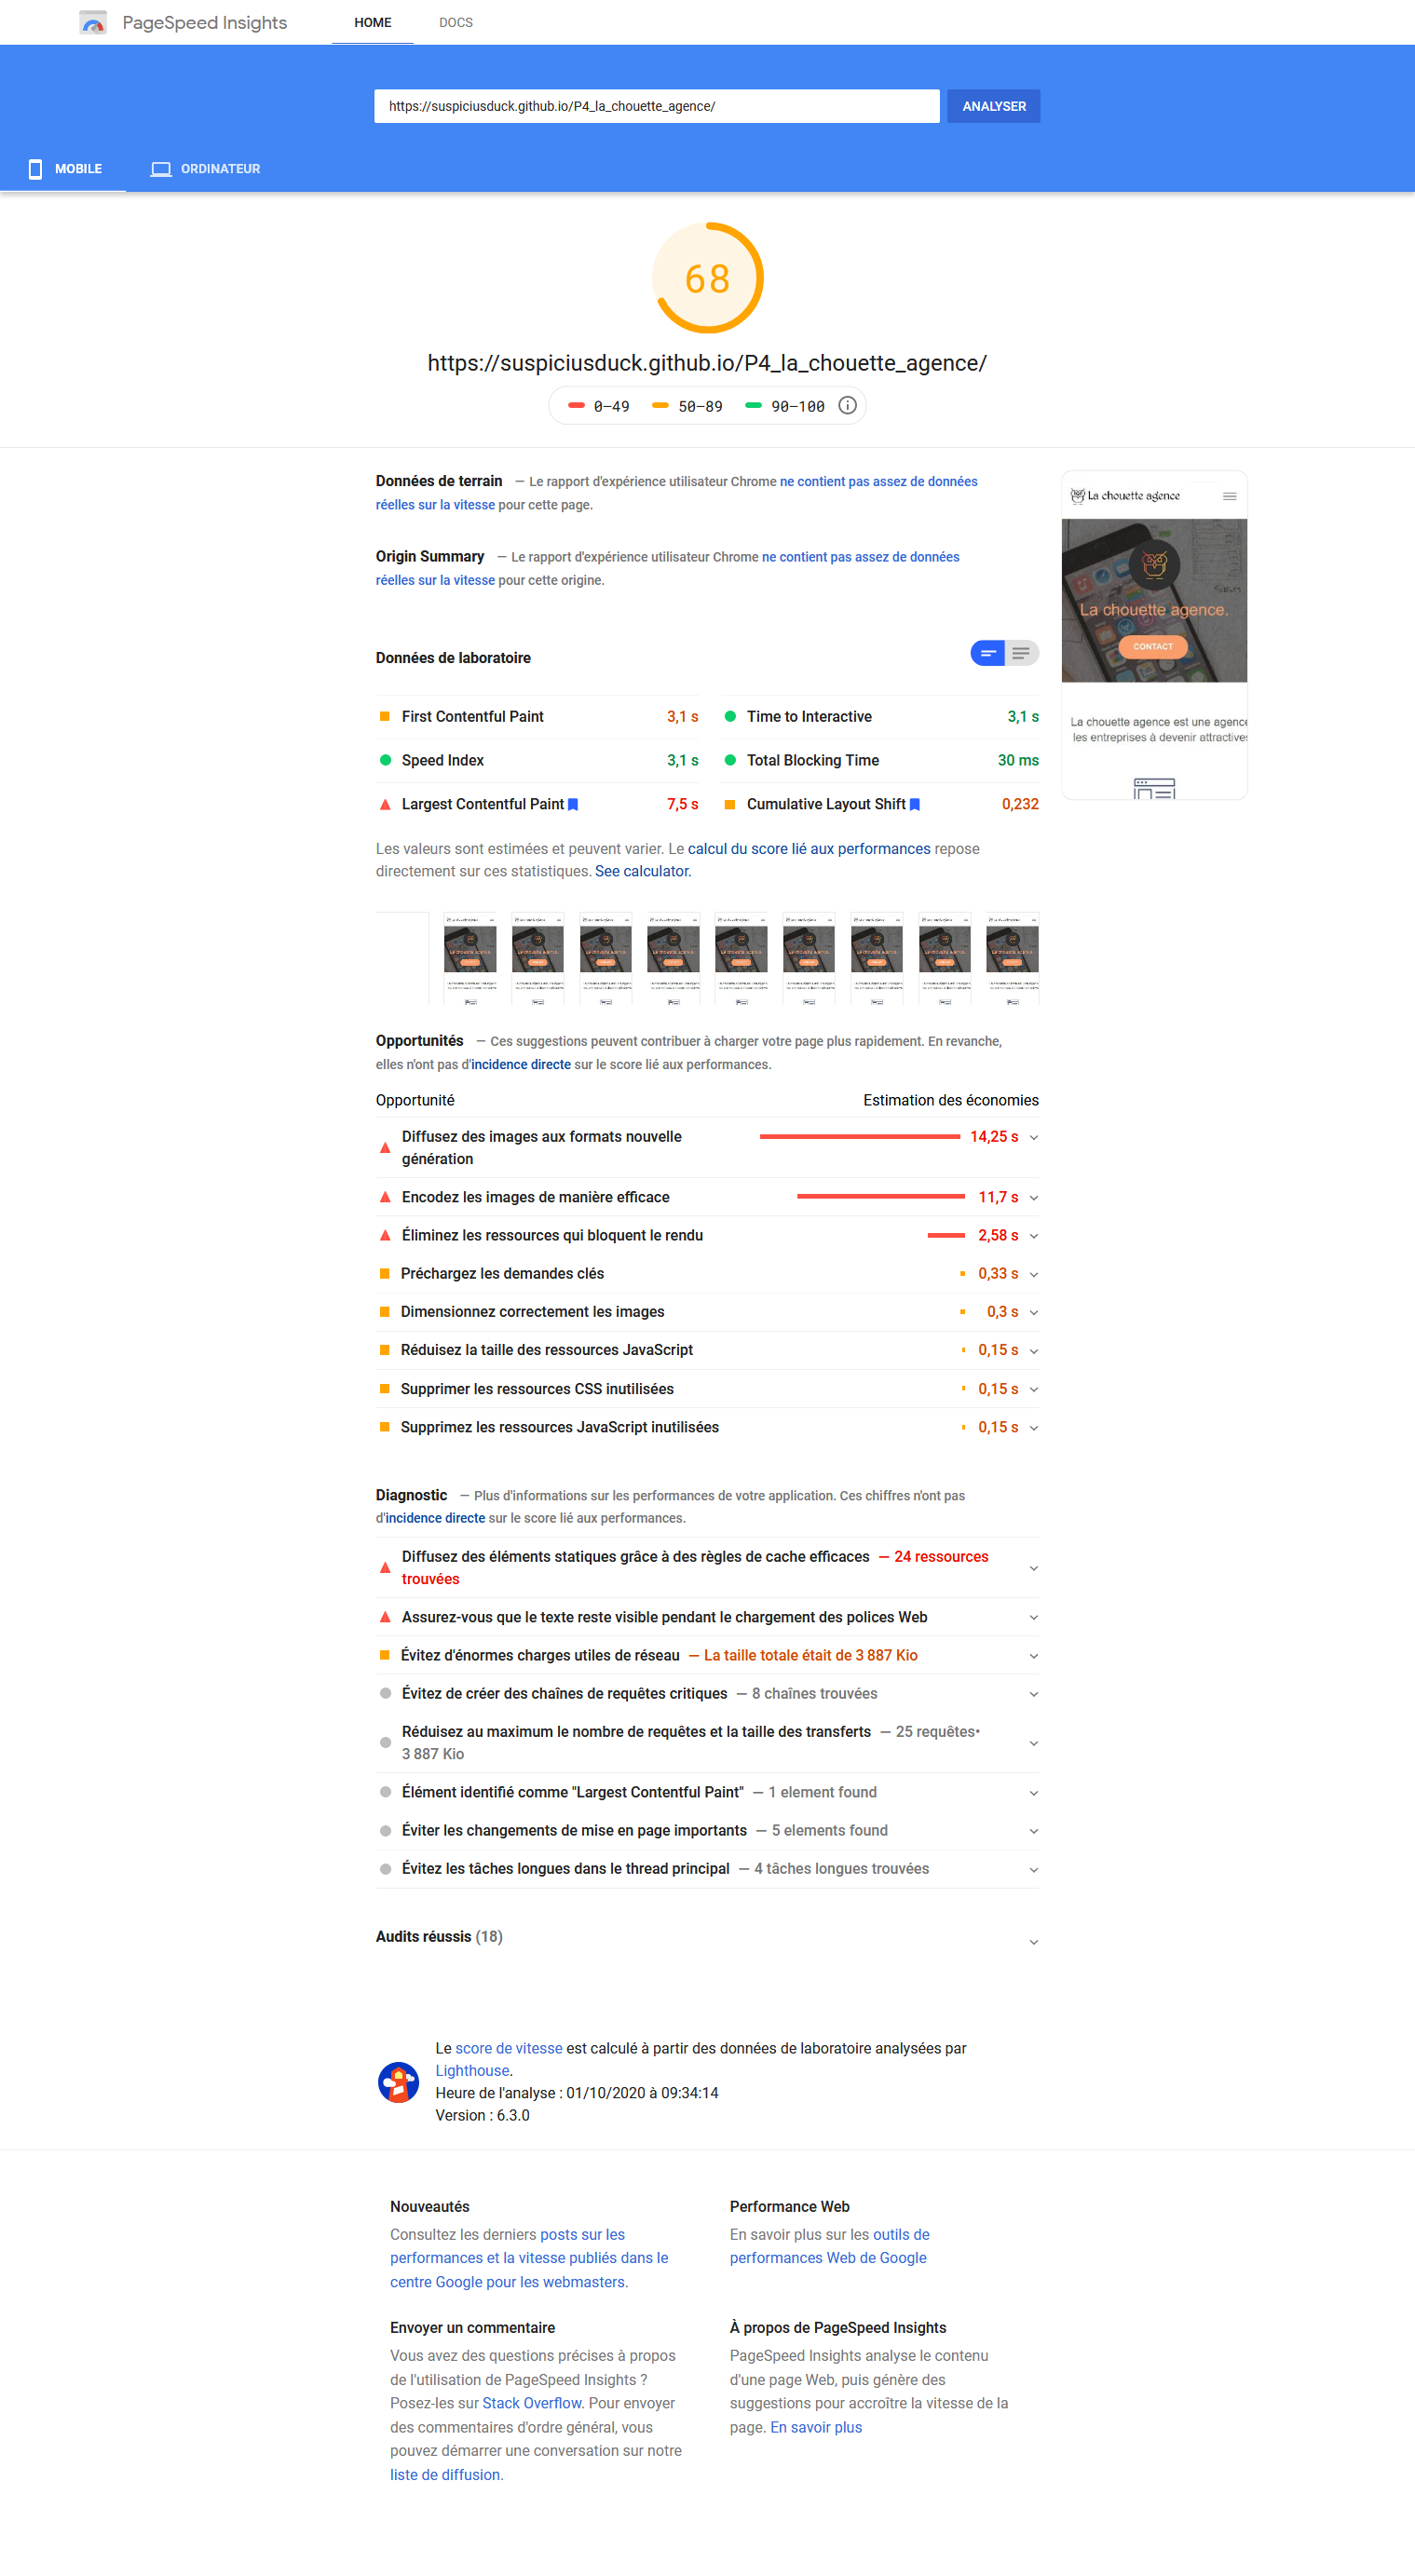 PageSpeed Insights
HOME
DOCS
https://suspiciusduck.github.io/P4_la_chouette_agence/
ANALYSER
MOBILE
ORDINATEUR
68
https://suspiciusduck.github.io/P4_la_chouette_agence/
0–49
50–89
90–100
Données de terrain — Le rapport d'expérience utilisateur Chrome ne contient pas assez de données
réelles sur la vitesse pour cette page.
Origin Summary — Le rapport d'expérience utilisateur Chrome ne contient pas assez de données
réelles sur la vitesse pour cette origine.
La chouette agence
La chouette agence.
CONTACT
La chouette agence est une agence
les entreprises à devenir attractives
Données de laboratoire
First Contentful Paint 3,1 s
Time to Interactive 3,1 s
Speed Index 3,1 s
Total Blocking Time 30 ms
Largest Contentful Paint 7,5 s
Cumulative Layout Shift 0,232
Les valeurs sont estimées et peuvent varier. Le calcul du score lié aux performances repose
directement sur ces statistiques. See calculator.
Opportunités — Ces suggestions peuvent contribuer à charger votre page plus rapidement. En revanche,
elles n'ont pas d'incidence directe sur le score lié aux performances.
Opportunité Estimation des économies
Diffusez des images aux formats nouvelle 14,25 s
génération
Encodez les images de manière efficace 11,7 s
Éliminez les ressources qui bloquent le rendu 2,58 s
Préchargez les demandes clés 0,33 s
Dimensionnez correctement les images 0,3 s
Réduisez la taille des ressources JavaScript 0,15 s
Supprimer les ressources CSS inutilisées 0,15 s
Supprimez les ressources JavaScript inutilisées 0,15 s
Diagnostic — Plus d'informations sur les performances de votre application. Ces chiffres n'ont pas
d'incidence directe sur le score lié aux performances.
Diffusez des éléments statiques grâce à des règles de cache efficaces — 24 ressources
trouvées
Assurez-vous que le texte reste visible pendant le chargement des polices Web
Évitez d'énormes charges utiles de réseau — La taille totale était de 3 887 Kio
Évitez de créer des chaînes de requêtes critiques — 8 chaînes trouvées
Réduisez au maximum le nombre de requêtes et la taille des transferts — 25 requêtes•
3 887 Kio
Élément identifié comme "Largest Contentful Paint" — 1 element found
Éviter les changements de mise en page importants — 5 elements found
Évitez les tâches longues dans le thread principal — 4 tâches longues trouvées
Audits réussis (18)
Le score de vitesse est calculé à partir des données de laboratoire analysées par
Lighthouse.
Heure de l'analyse : 01/10/2020 à 09:34:14
Version : 6.3.0
Nouveautés
Consultez les derniers posts sur les
performances et la vitesse publiés dans le
centre Google pour les webmasters.
Performance Web
En savoir plus sur les outils de
performances Web de Google
Envoyer un commentaire
Vous avez des questions précises à propos
de l'utilisation de PageSpeed Insights ?
Posez-les sur Stack Overflow. Pour envoyer
des commentaires d'ordre général, vous
pouvez démarrer une conversation sur notre
liste de diffusion.
À propos de PageSpeed Insights
PageSpeed Insights analyse le contenu
d'une page Web, puis génère des
suggestions pour accroître la vitesse de la
page. En savoir plus